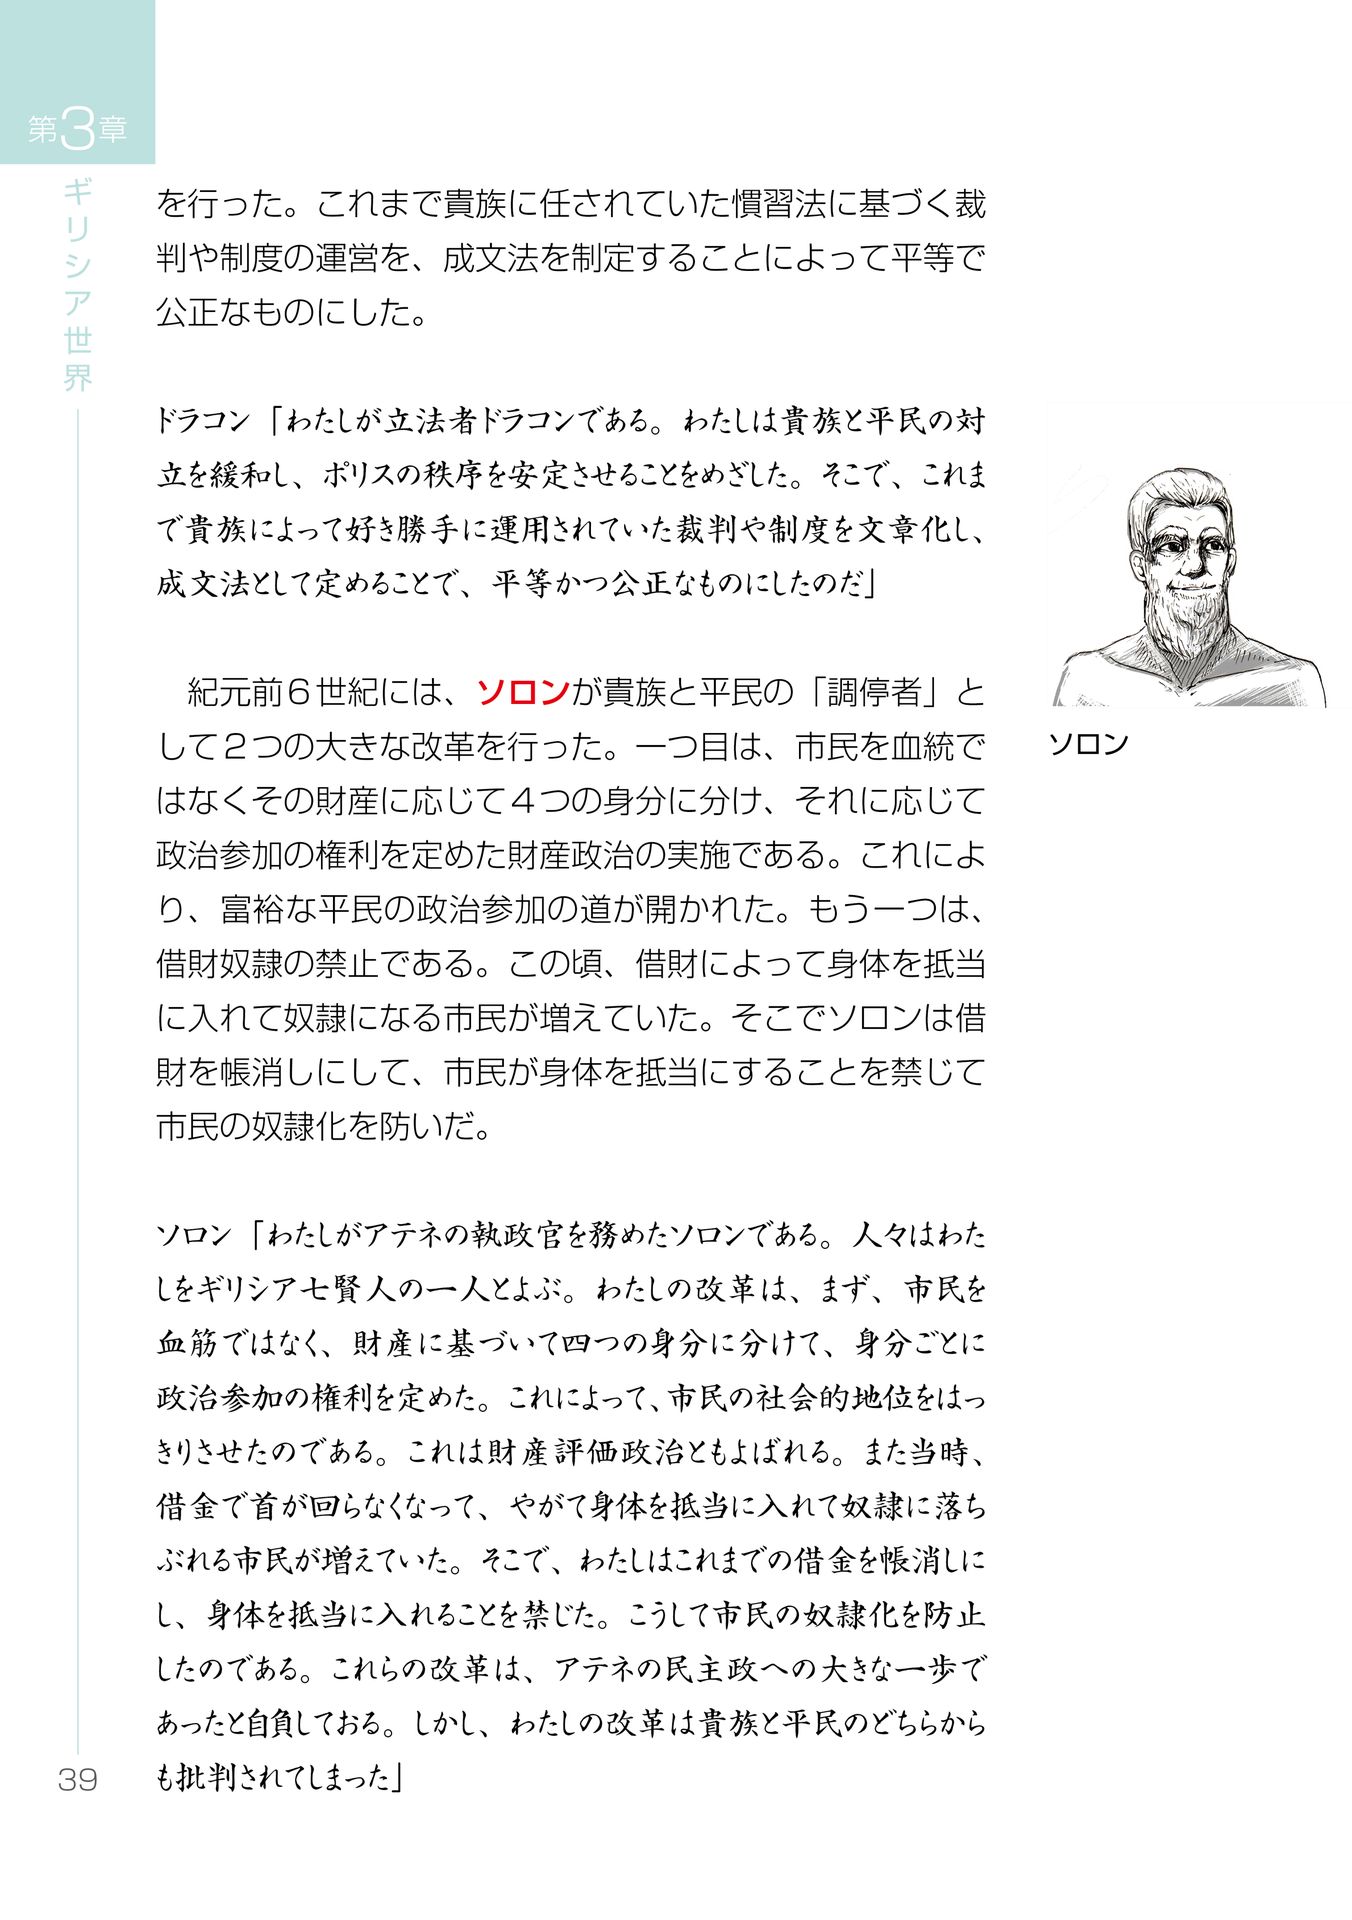 第3章
ギリシア世界
を行った。これまで貴族に任されていた慣習法に基づく裁
判や制度の運営を、成文法を制定することによって平等で
公正なものにした。
ドラコン「わたしが立法者ドラコンである。わたしは貴族と平民の対
立を緩和し、ポリスの秩序を安定させることをめざした。そこで、これま
で貴族によって好き勝手に運用されていた裁判や制度を文章化し、
成文法として定めることで、平等かつ公正なものにしたのだ」
紀元前６世紀には、ソロンが貴族と平民の「調停者」と
して２つの大きな改革を行った。一つ目は、市民を血統で
はなくその財産に応じて４つの身分に分け、それに応じて
政治参加の権利を定めた財産政治の実施である。これによ
り、富裕な平民の政治参加の道が開かれた。もう一つは、
借財奴隷の禁止である。この頃、借財によって身体を抵当
に入れて奴隷になる市民が増えていた。そこでソロンは借
財を帳消しにして、市民が身体を抵当にすることを禁じて
市民の奴隷化を防いだ。
ソロン「わたしがアテネの執政官を務めたソロンである。人々はわた
しをギリシア七賢人の一人とよぶ。わたしの改革は、まず、市民を
血筋ではなく、財産に基づいて四つの身分に分けて、身分ごとに
政治参加の権利を定めた。これによって、市民の社会的地位をはっ
きりさせたのである。これは財産評価政治ともよばれる。また当時、
借金で首が回らなくなって、やがて身体を抵当に入れて奴隷に落ち
ぶれる市民が増えていた。そこで、わたしはこれまでの借金を帳消しに
し、身体を抵当に入れることを禁じた。こうして市民の奴隷化を防止
したのである。これらの改革は、アテネの民主政への大きな一歩で
あったと自負しておる。しかし、わたしの改革は貴族と平民のどちらから
も批判されてしまった」
ソロン
39